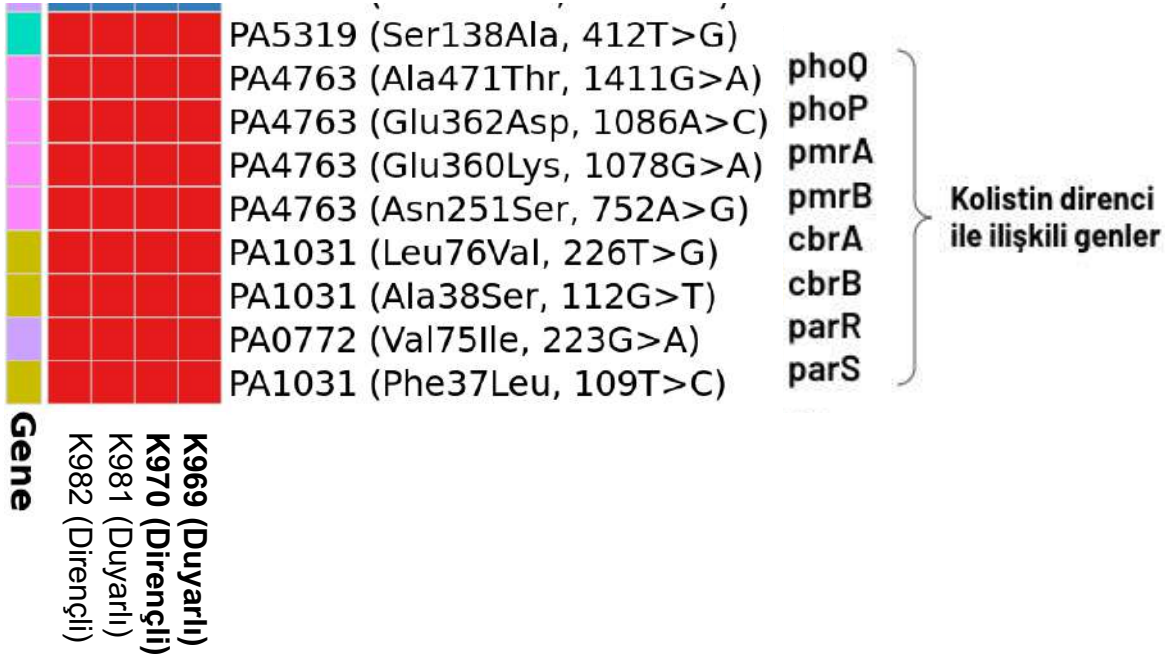 PA5319 (Ser138Ala, 412T>G)
PA4763 (Ala471Thr, 1411G>A)
PA4763 (Glu362Asp, 1086A>C)
PA4763 (Glu360Lys, 1078G>A)
PA4763 (Asn251Ser, 752A>G)
PA1031 (Leu76Val, 226T>G)
PA1031 (Ala38Ser, 112G>T)
PA0772 (Val75Ile, 223G>A)
PA1031 (Phe37Leu, 109T>C)
phoQ
phoP
pmrA
pmrB
cbrA
cbrB
parR
parS
Kolistin direnci
ile ilişkili genler
Gene
K982 (Dirençli)
K981 (Duyarlı)
K970 (Dirençli)
K969 (Duyarlı)